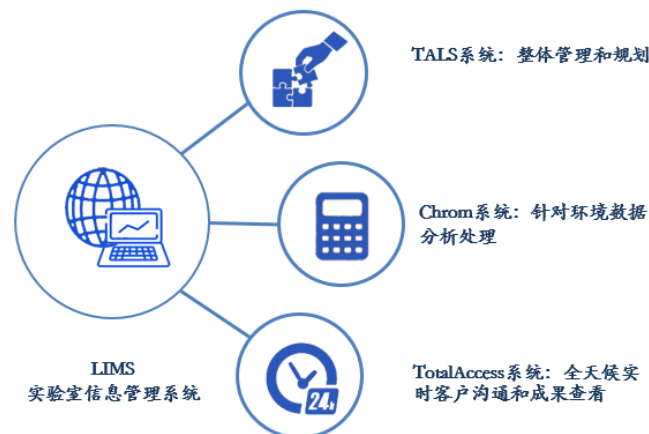 TALS系统：整体管理和规划
Chrom系统：针对环境数据
分析处理
LIMS
实验室信息管理系统
TotalAccess系统：全天候实
时客户沟通和成果查看
24h